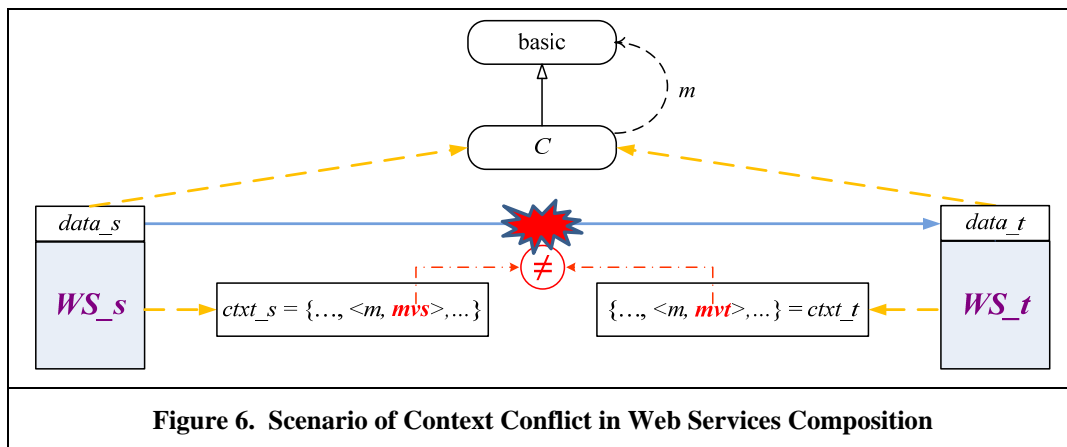 basic
m
C
data_s
data_t
≠
WS_s
ctxt_s = {…, <m, mvs>,…}
{…, <m, mvt>,…} = ctxt_t
WS_t
Figure 6. Scenario of Context Conflict in Web Services Composition